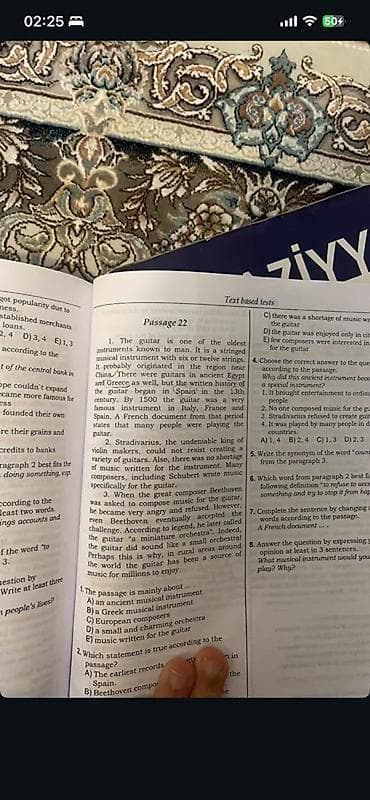 02:25
50
ZİYY
got popularity due to
ness.
stablished merchants
loans.
2, 4 D) 3, 4 E) 1, 3
according to the
t of the central bank in
ope couldn't expand
came more famous for
ess
founded their own
re their grains and
credits to banks
ragraph 2 best fits the
doing something, esp
ccording to the
least two words.
ings accounts and
f the word "to
3.
uestion by
Write at least three
n people's lives?
Text based tests
Passage 22
1. The guitar is one of the oldest
instruments known to man. It is a stringed
musical instrument with six or twelve strings.
It probably originated in the region near
China. There were guitars in ancient Egypt
and Greece as well, but the written history of
the guitar began in Spain in the 13th
century. By 1500 the guitar was a very
famous instrument in Italy, France and
Spain. A French document from that period
states that many people were playing the
guitar.
2. Stradivarius, the undeniable king of
violin makers, could not resist creating a
variety of guitars. Also, there was no shortage
of music written for the instrument. Many
composers, including Schubert wrote music
specifically for the guitar.
3. When the great composer Beethoven
was asked to compose music for the guitar,
he became very angry and refused. However,
even Beethoven eventually accepted the
challenge. According to legend, he later called
the guitar "a miniature orchestra". Indeed,
the guitar did sound like a small orchestra!
Perhaps this is why, in rural areas around
the world the guitar has been a source of
music for millions to enjoy.
1. The passage is mainly about ... .
A) an ancient musical instrument
B) a Greek musical instrument
C) European composers
D) a small and charming orchestra
E) music written for the guitar
2. Which statement is true according to the
passage?
A) The earliest records in
Spain. the
B) Beethoven
C) there was a shortage of music
the guitar
D) the guitar was enjoyed only in
E) few composers were interested in
for the guitar
4. Choose the correct answer to the
according to the passage.
Why did this ancient instrument
a special instrument?
1. It brought entertainment to
people
2. No one composed music for the
3. Stradivarius refused to create
4. It was played by many people in
countries.
A) 1, 4 B) 2, 4 C) 1, 3 D) 2, 3
5. Write the synonym of the word
from the paragraph 3.
6. Which word from paragraph 2 best
following definition "to refuse to
something and try to stop it from
7. Complete the sentence by changing
words according to the passage.
A French document ... .
8. Answer the question by expressing
opinion at least in 3 sentences.
What musical instrument would you
play? Why?